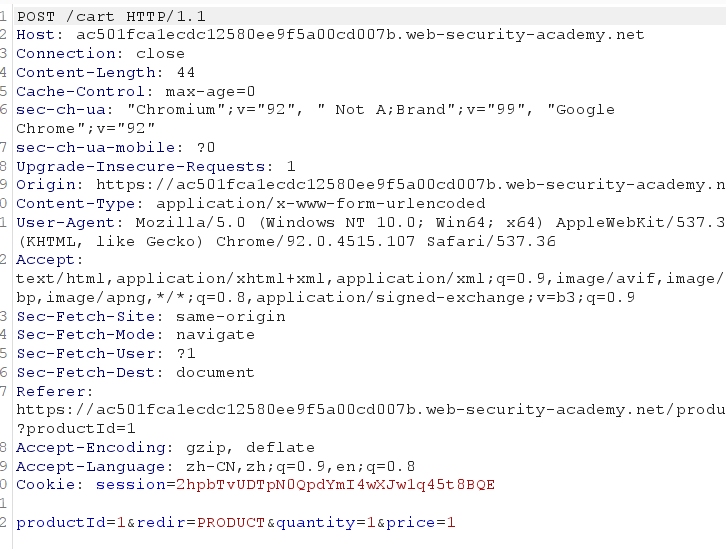 1 POST /cart HTTP/1.1
2 Host: ac501fca1ecdc12580ee9f5a00cd007b.web-security-academy.net
3 Connection: close
4 Content-Length: 44
5 Cache-Control: max-age=0
6 sec-ch-ua: "Chromium";v="92", " Not A;Brand";v="99", "Google
Chrome";v="92"
7 sec-ch-ua-mobile: ?0
8 Upgrade-Insecure-Requests: 1
9 Origin: https://ac501fca1ecdc12580ee9f5a00cd007b.web-security-academy.n
0 Content-Type: application/x-www-form-urlencoded
1 User-Agent: Mozilla/5.0 (Windows NT 10.0; Win64; x64) AppleWebKit/537.3
(KHTML, like Gecko) Chrome/92.0.4515.107 Safari/537.36
2 Accept:
text/html,application/xhtml+xml,application/xml;q=0.9,image/avif,image/
bp,image/apng,*/*;q=0.8,application/signed-exchange;v=b3;q=0.9
3 Sec-Fetch-Site: same-origin
4 Sec-Fetch-Mode: navigate
5 Sec-Fetch-User: ?1
6 Sec-Fetch-Dest: document
7 Referer:
https://ac501fca1ecdc12580ee9f5a00cd007b.web-security-academy.net/produ
?productId=1
8 Accept-Encoding: gzip, deflate
9 Accept-Language: zh-CN,zh;q=0.9,en;q=0.8
0 Cookie: session=2hpbTvUDTpN0QpdYmI4wXJw1q45t8BQE
1
2 productId=1&redir=PRODUCT&quantity=1&price=1